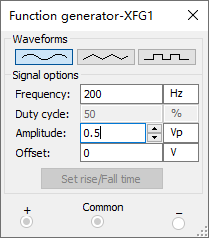 Function generator-XFG1
Waveforms
Signal options
Frequency: 200 Hz
Duty cycle: 50 %
Amplitude: 0.5 Vp
Offset: 0 V
Set rise/Fall time
+ Common −